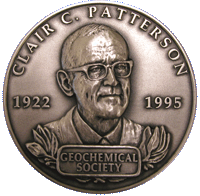 CLAIR C. PATTERSON
1922 1995
GEOCHEMICAL
SOCIETY